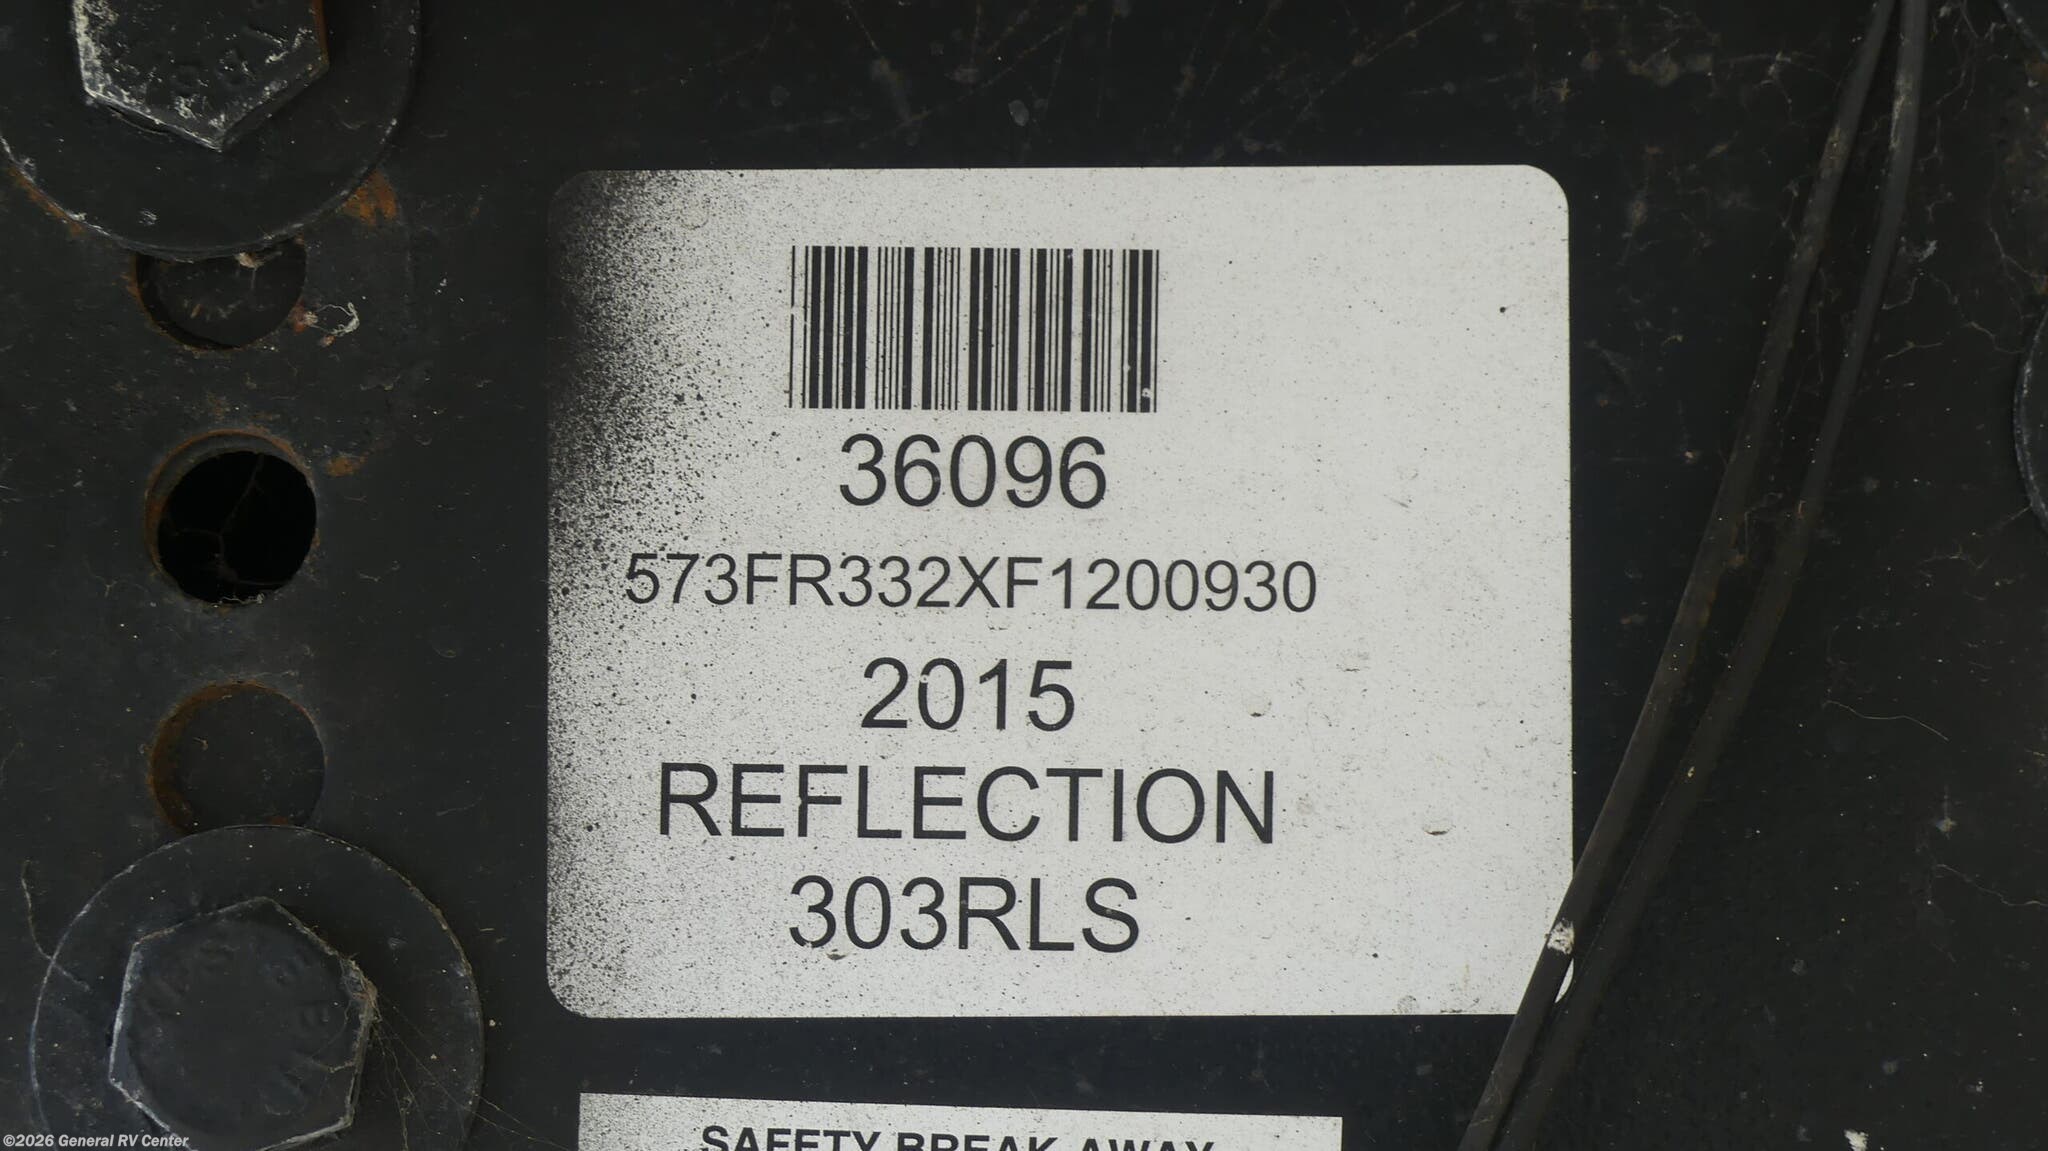 36096
573FR332XF1200930
2015
REFLECTION
303RLS
SAFETY BREAK AWAY
©2026 General RV Center